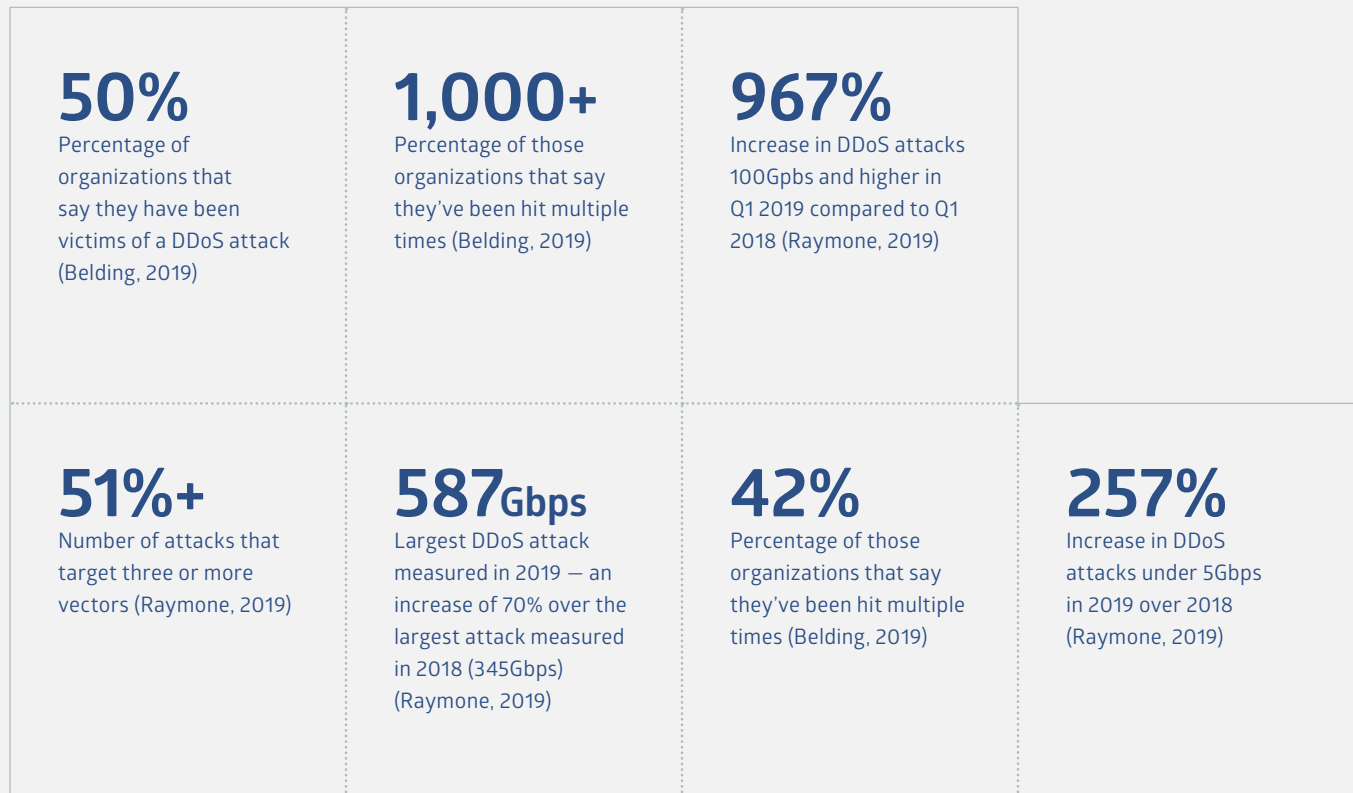 50%
Percentage of
organizations that
say they have been
victims of a DDoS attack
(Belding, 2019)
1,000+
Percentage of those
organizations that say
they’ve been hit multiple
times (Belding, 2019)
967%
Increase in DDoS attacks
100Gpbs and higher in
Q1 2019 compared to Q1
2018 (Raymone, 2019)
51%+
Number of attacks that
target three or more
vectors (Raymone, 2019)
587Gbps
Largest DDoS attack
measured in 2019 — an
increase of 70% over the
largest attack measured
in 2018 (345Gbps)
(Raymone, 2019)
42%
Percentage of those
organizations that say
they’ve been hit multiple
times (Belding, 2019)
257%
Increase in DDoS
attacks under 5Gbps
in 2019 over 2018
(Raymone, 2019)